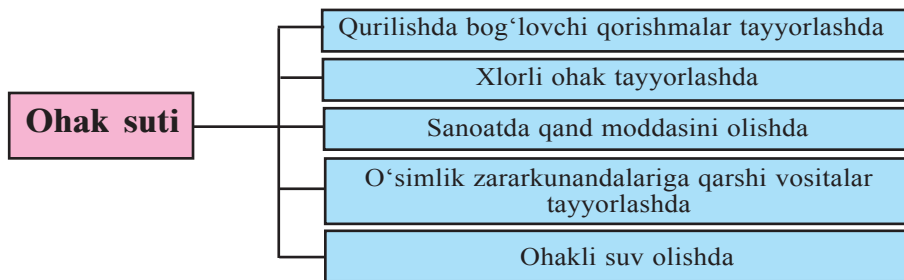 Qurilishda bog‘lovchi qorishmalar tayyorlashda
Xlorli ohak tayyorlashda
Ohak suti
Sanoatda qand moddasini olishda
O‘simlik zararkunandalariga qarshi vositalar
tayyorlashda
Ohakli suv olishda